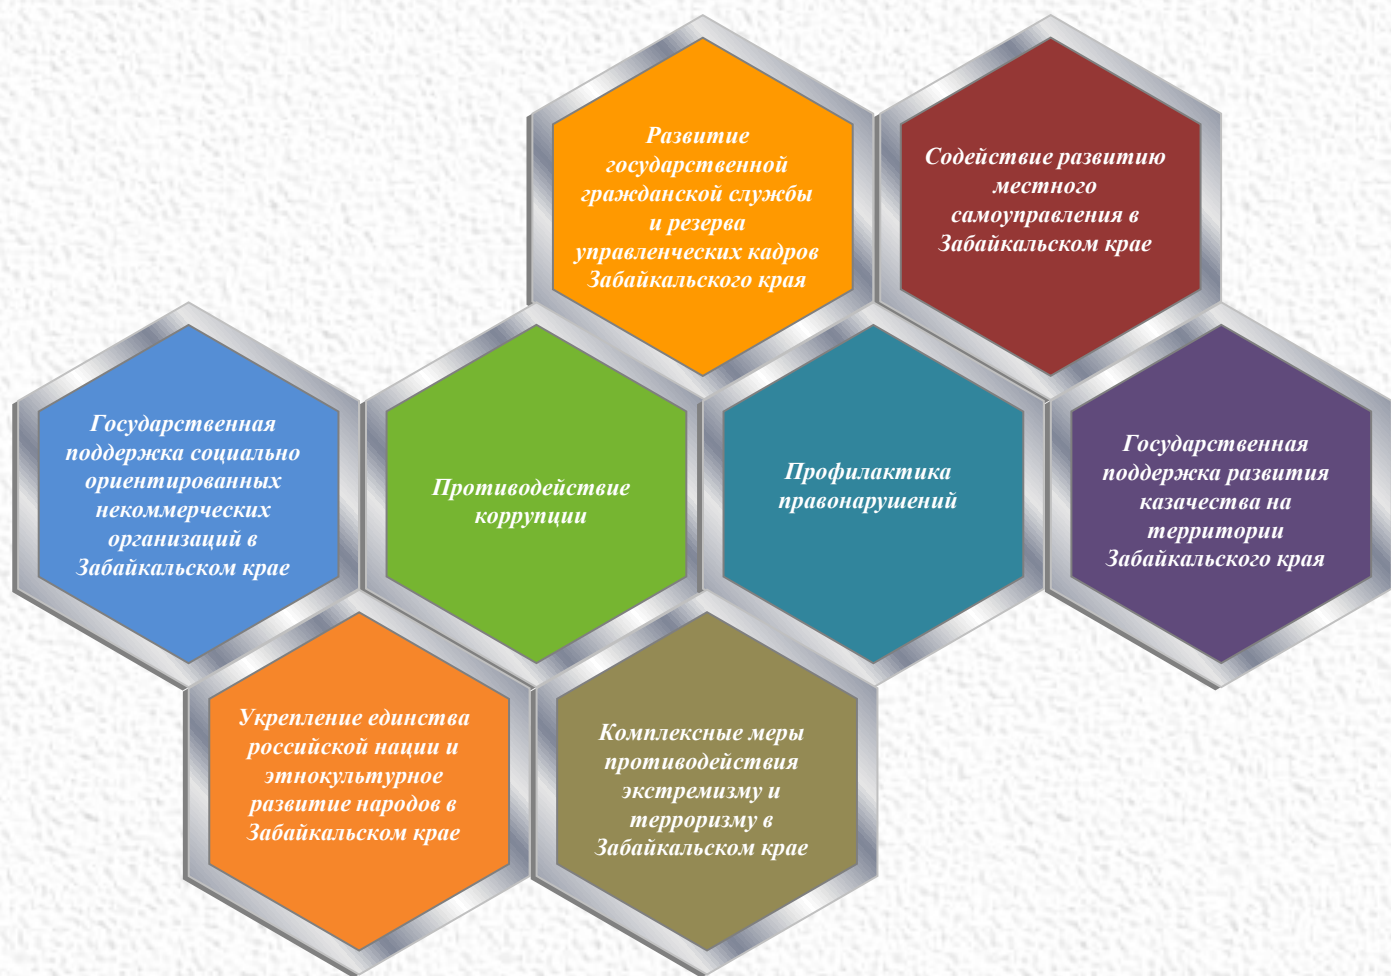 Развитие
государственной
гражданской службы
и резерва
управленческих кадров
Забайкальского края
Содействие развитию
местного
самоуправления в
Забайкальском крае
Государственная
поддержка социально
ориентированных
некоммерческих
организаций в
Забайкальском крае
Противодействие
коррупции
Профилактика
правонарушений
Государственная
поддержка развития
казачества на
территории
Забайкальского края
Укрепление единства
российской нации и
этнокультурное
развитие народов в
Забайкальском крае
Комплексные меры
противодействия
экстремизму и
терроризму в
Забайкальском крае